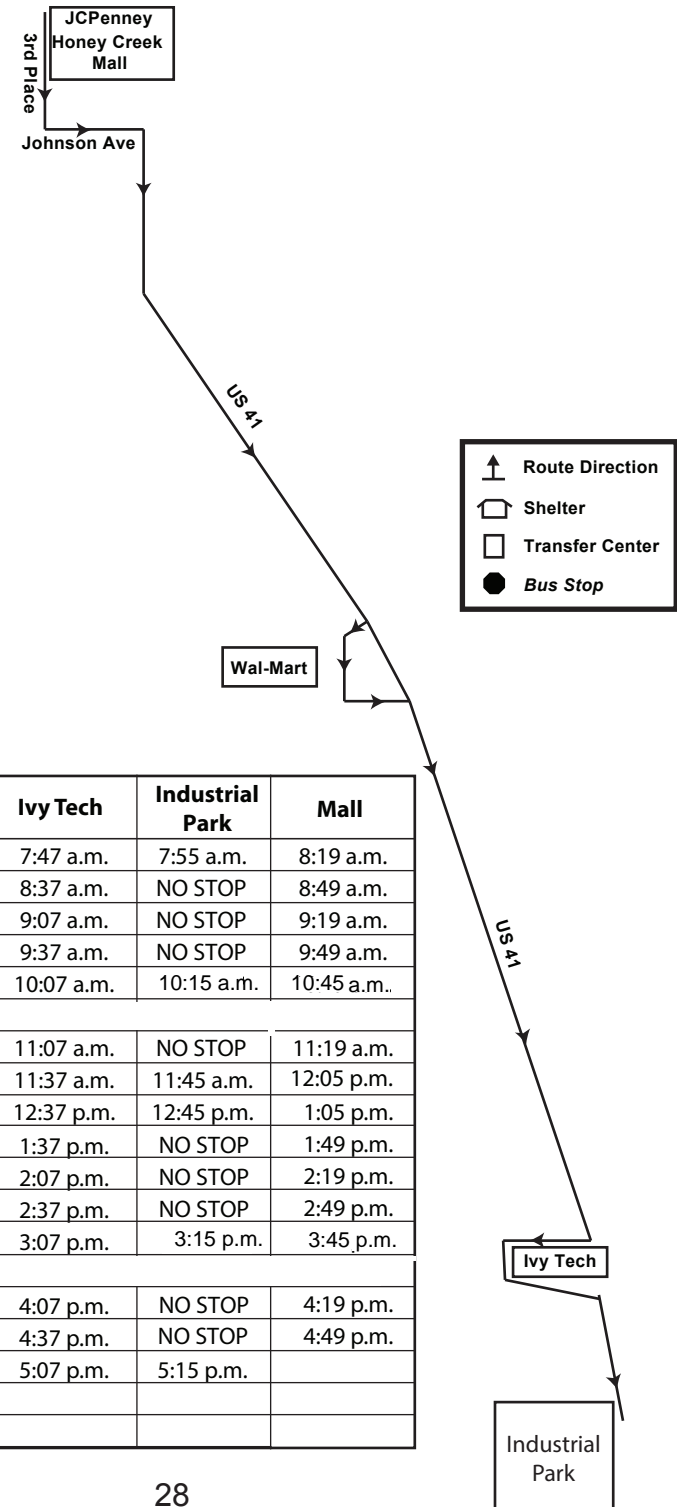 JCPenney
Honey Creek
Mall
3rd Place
Johnson Ave
US 41
Route Direction
Shelter
Transfer Center
Bus Stop
Wal-Mart
US 41
Ivy Tech
Industrial
Park
Ivy Tech Industrial Park Mall
7:47 a.m. 7:55 a.m. 8:19 a.m.
8:37 a.m. NO STOP 8:49 a.m.
9:07 a.m. NO STOP 9:19 a.m.
9:37 a.m. NO STOP 9:49 a.m.
10:07 a.m. 10:15 a.m. 10:45 a.m.
11:07 a.m. NO STOP 11:19 a.m.
11:37 a.m. 11:45 a.m. 12:05 p.m.
12:37 p.m. 12:45 p.m. 1:05 p.m.
1:37 p.m. NO STOP 1:49 p.m.
2:07 p.m. NO STOP 2:19 p.m.
2:37 p.m. NO STOP 2:49 p.m.
3:07 p.m. 3:15 p.m. 3:45 p.m.
4:07 p.m. NO STOP 4:19 p.m.
4:37 p.m. NO STOP 4:49 p.m.
5:07 p.m. 5:15 p.m.
28